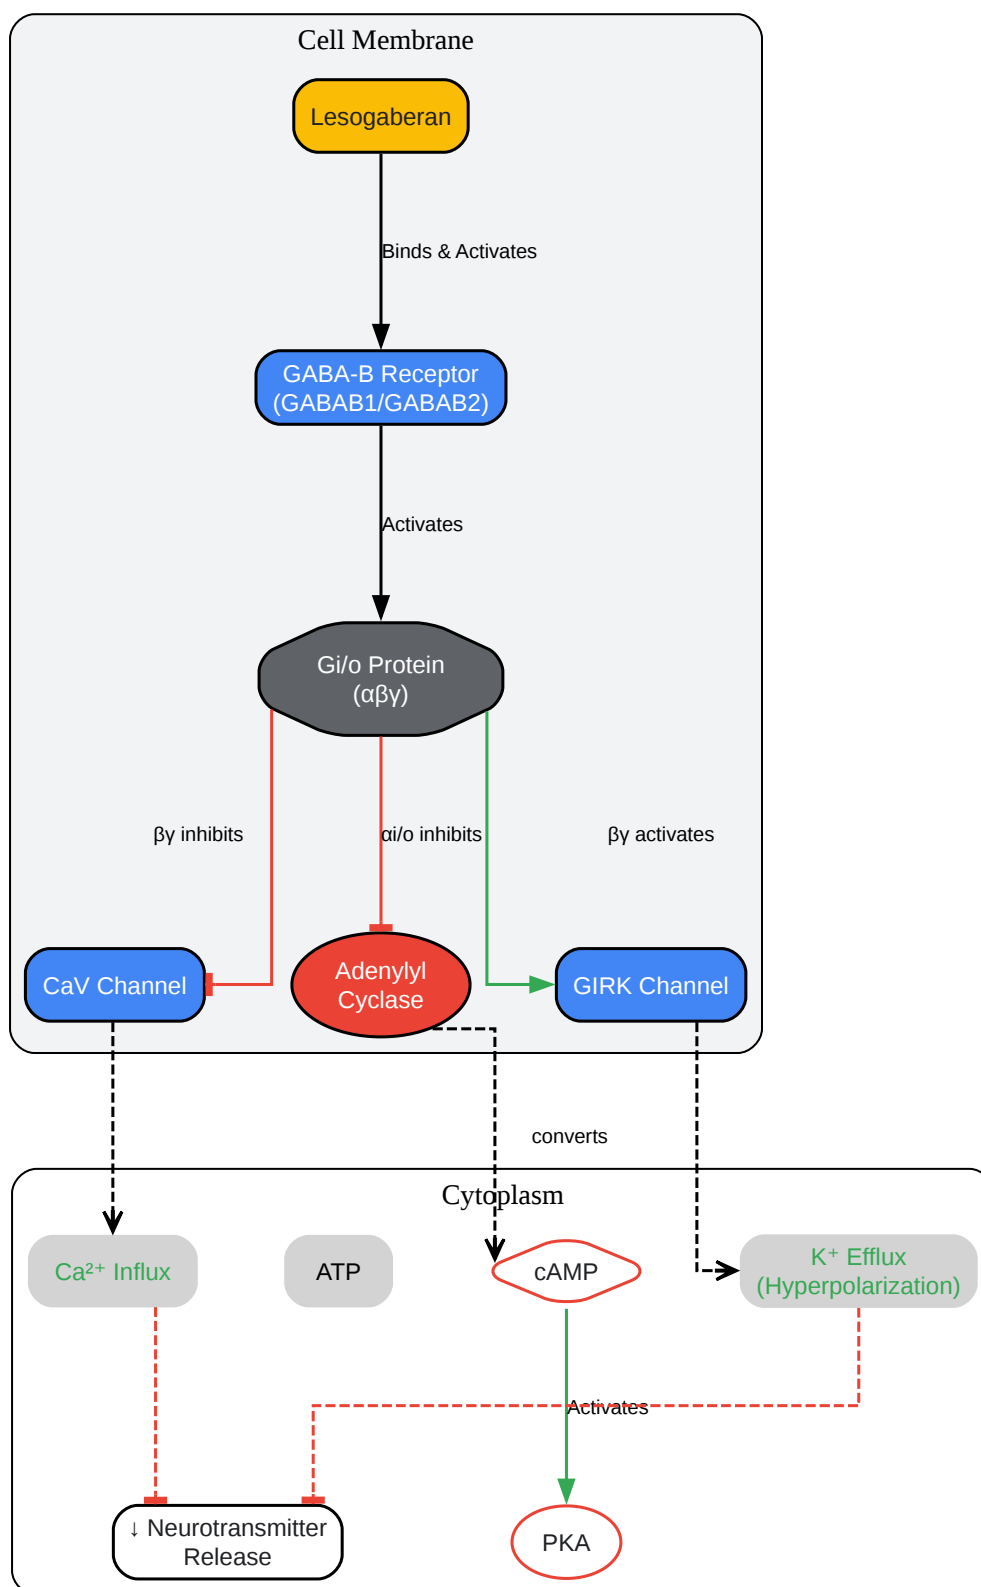 Cell Membrane
Lesogaberan
Binds & Activates
GABA-B Receptor
(GABAB1/GABAB2)
Activates
Gi/o Protein
(αβγ)
βγ inhibits
αi/o inhibits
βγ activates
CaV Channel
Adenylyl
Cyclase
GIRK Channel
converts
Cytoplasm
Ca²⁺ Influx
ATP
cAMP
K⁺ Efflux
(Hyperpolarization)
Activates
↓ Neurotransmitter
Release
PKA